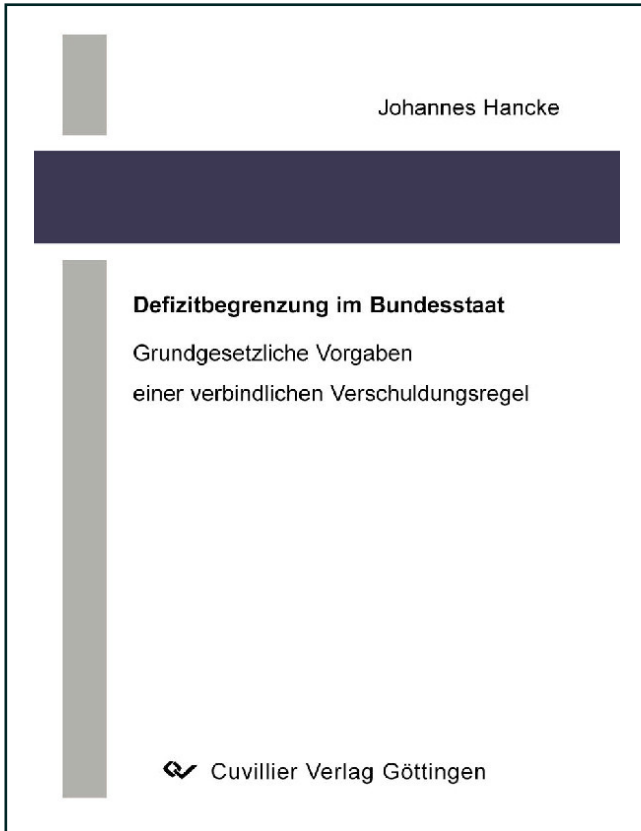 Johannes Hancke
Defizitbegrenzung im Bundesstaat
Grundgesetzliche Vorgaben
einer verbindlichen Verschuldungsregel
Cuvillier Verlag Göttingen